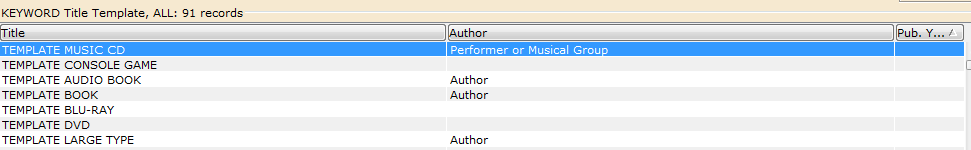 KEYWORD Title Template, ALL: 91 records
Title Author Pub. Y...
TEMPLATE MUSIC CD Performer or Musical Group
TEMPLATE CONSOLE GAME
TEMPLATE AUDIO BOOK Author
TEMPLATE BOOK Author
TEMPLATE BLU-RAY
TEMPLATE DVD
TEMPLATE LARGE TYPE Author